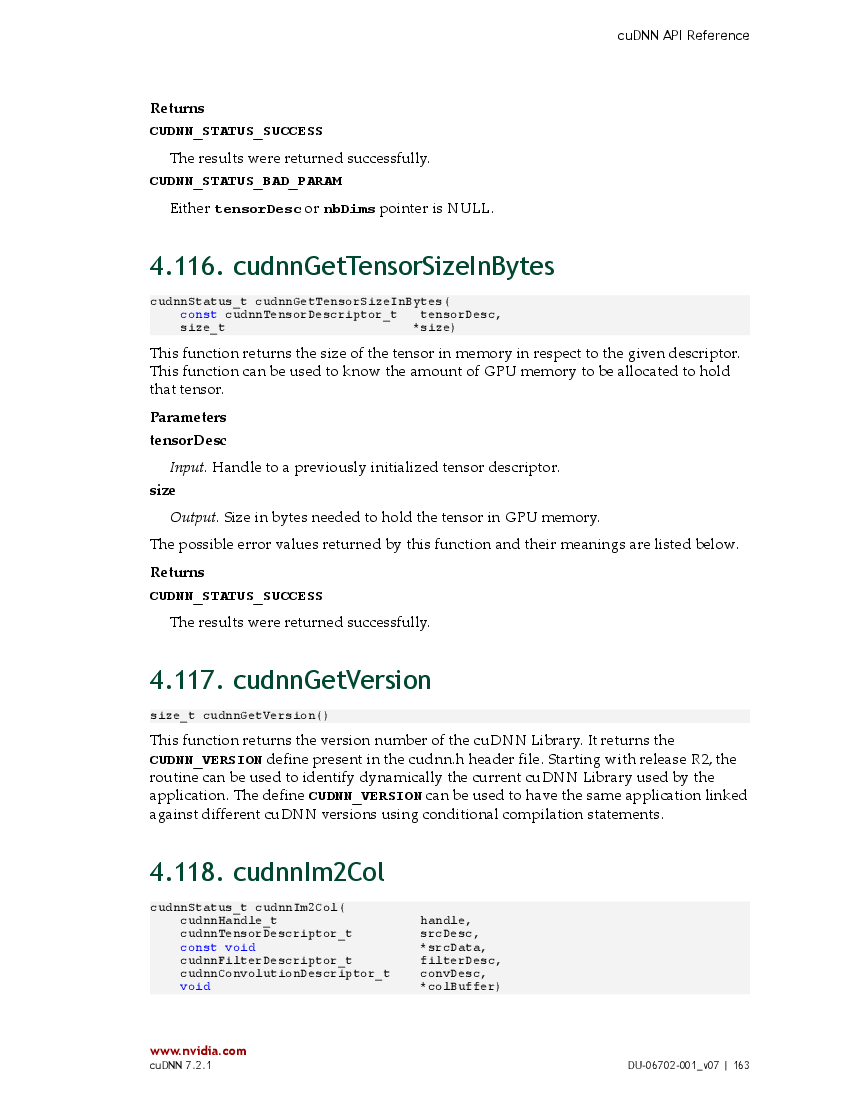 cuDNN API Reference
Returns
CUDNN_STATUS_SUCCESS
The results were returned successfully.
CUDNN_STATUS_BAD_PARAM
Either tensorDesc or nbDims pointer is NULL.
4.116. cudnnGetTensorSizeInBytes
cudnnStatus_t cudnnGetTensorSizeInBytes(
    const cudnnTensorDescriptor_t   tensorDesc,
    size_t                         *size)
This function returns the size of the tensor in memory in respect to the given descriptor.
This function can be used to know the amount of GPU memory to be allocated to hold
that tensor.
Parameters
tensorDesc
Input. Handle to a previously initialized tensor descriptor.
size
Output. Size in bytes needed to hold the tensor in GPU memory.
The possible error values returned by this function and their meanings are listed below.
Returns
CUDNN_STATUS_SUCCESS
The results were returned successfully.
4.117. cudnnGetVersion
size_t cudnnGetVersion()
This function returns the version number of the cuDNN Library. It returns the
CUDNN_VERSION define present in the cudnn.h header file. Starting with release R2, the
routine can be used to identify dynamically the current cuDNN Library used by the
application. The define CUDNN_VERSION can be used to have the same application linked
against different cuDNN versions using conditional compilation statements.
4.118. cudnnIm2Col
cudnnStatus_t cudnnIm2Col(
    cudnnHandle_t                   handle,
    cudnnTensorDescriptor_t         srcDesc,
    const void                      *srcData,
    cudnnFilterDescriptor_t         filterDesc,
    cudnnConvolutionDescriptor_t    convDesc,
    void                            *colBuffer)
www.nvidia.com
cuDNN 7.2.1 DU-06702-001_v07 | 163